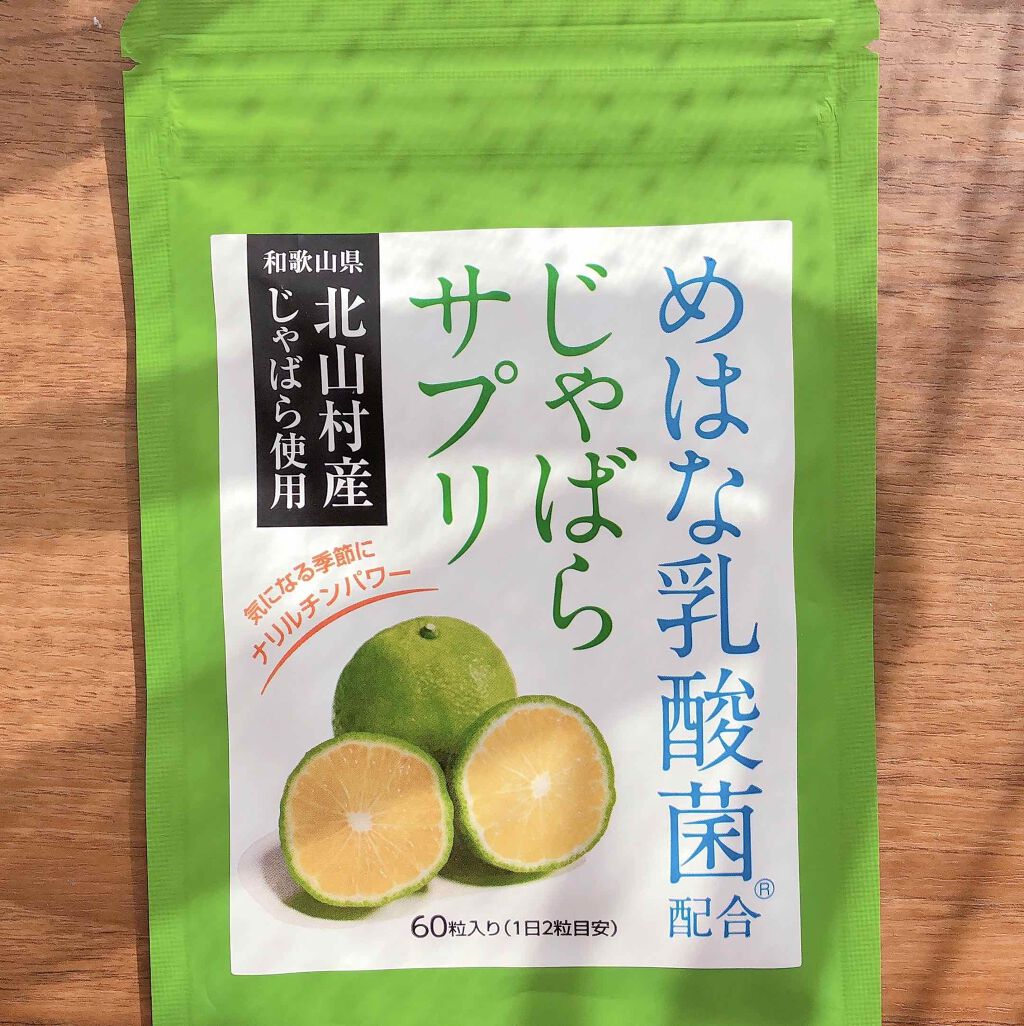 めはな乳酸菌®
配合
じゃばら
サプリ
和歌山県
北山村産
じゃばら使用
気になる季節に
ナリルチンパワー
60粒入り(1日2粒目安)